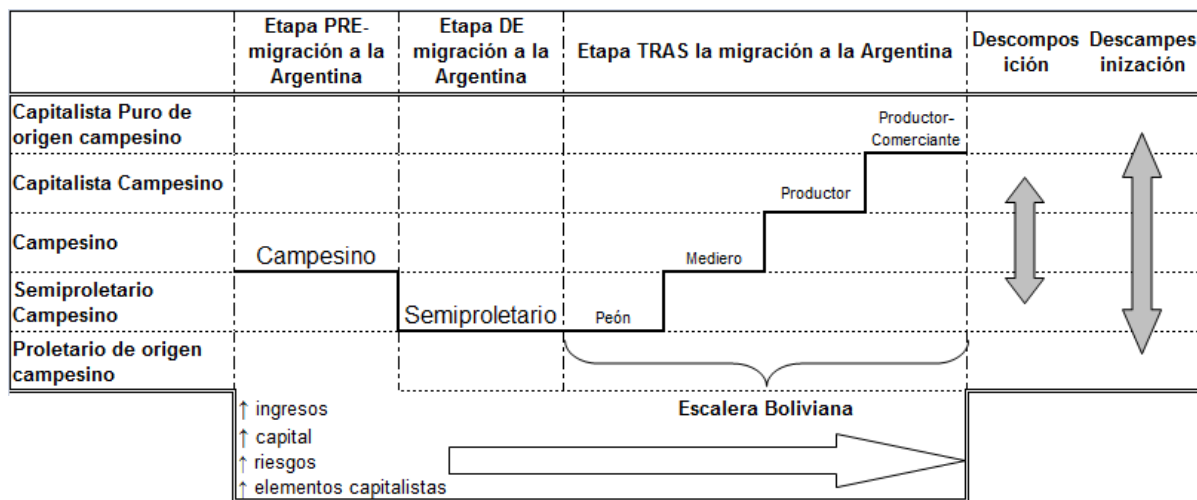 Etapa PRE-
migración a la
Argentina
Etapa DE
migración a la
Argentina
Etapa TRAS la migración a la Argentina
Descompos
ición
Descampes
inización
Capitalista Puro de
origen campesino
Productor-
Comerciante
Capitalista Campesino
Productor
Campesino
Campesino
Mediero
Semiproletario
Campesino
Semiproletario
Peón
Proletario de origen
campesino
Escalera Boliviana
↑ ingresos
↑ capital
↑ riesgos
↑ elementos capitalistas